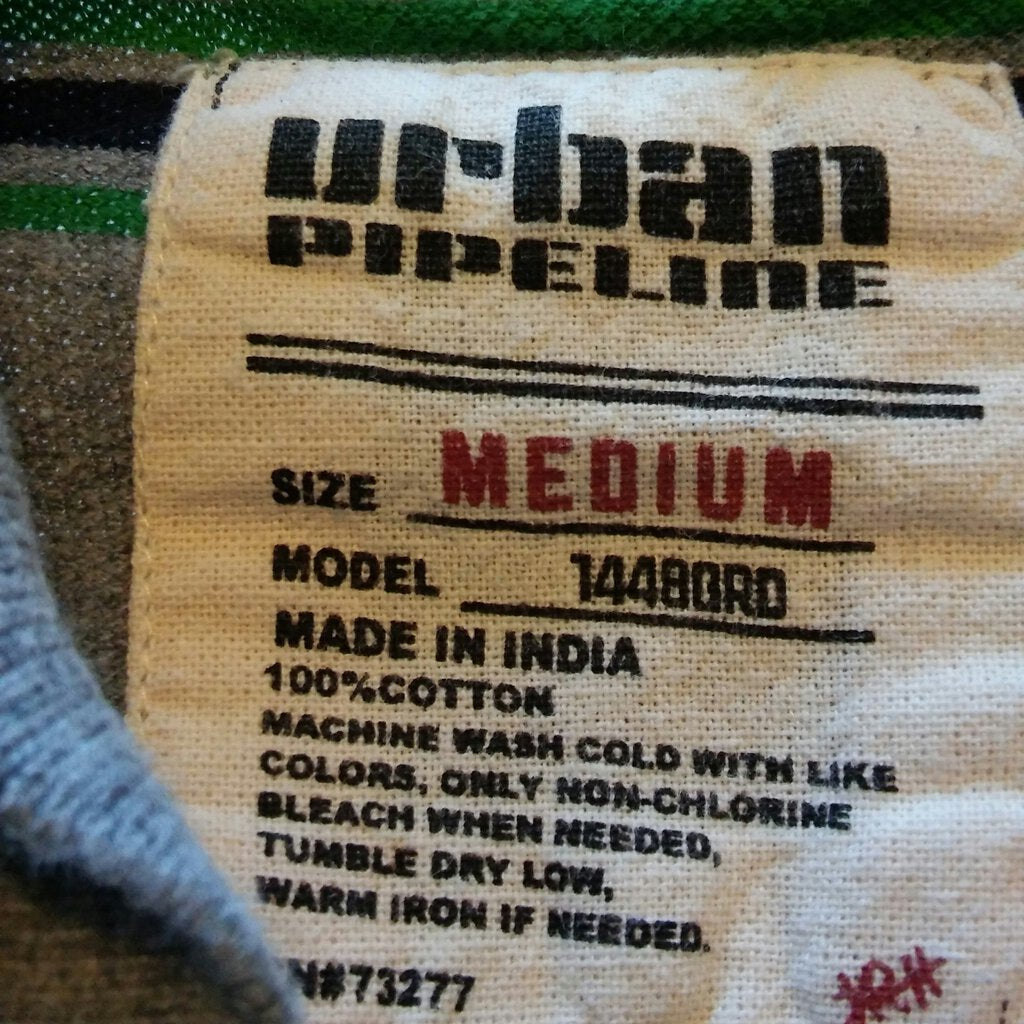 urban
PIPELINE
SIZE MEDIUM
MODEL 14480RD
MADE IN INDIA
100%COTTON
MACHINE WASH COLD WITH LIKE
COLORS, ONLY NON-CHLORINE
BLEACH WHEN NEEDED,
TUMBLE DRY LOW,
WARM IRON IF NEEDED.
N#73277